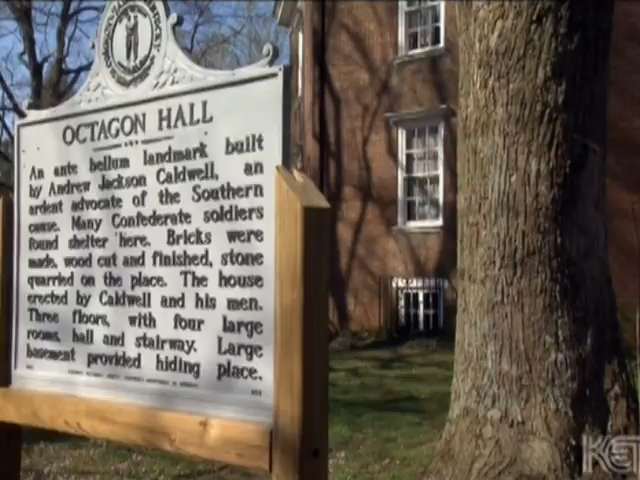 OCTAGON HALL
An ante bellum landmark built
by Andrew Jackson Caldwell, an
ardent advocate of the Southern
cause. Many Confederate soldiers
found shelter here. Bricks were
made, wood cut and finished, stone
quarried on the place. The house
erected by Caldwell and his men.
Three floors, with four large
rooms, hall and stairway. Large
basement provided hiding place.
KET